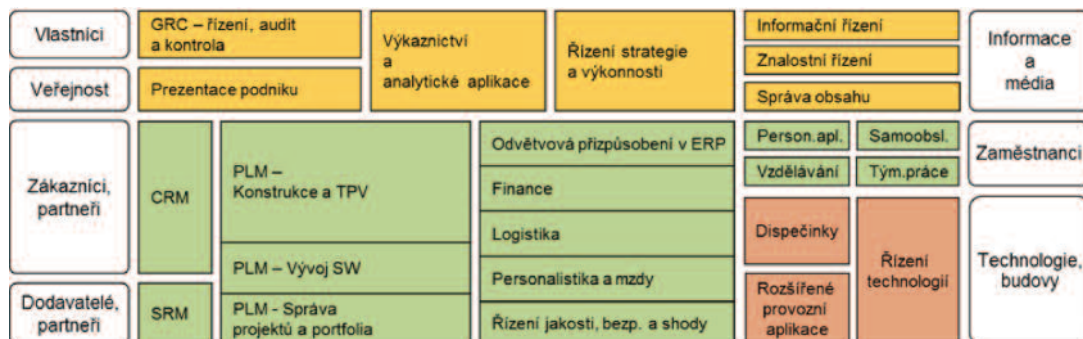 Vlastníci
GRC – řízení, audit
a kontrola
Výkaznictví
a
analytické aplikace
Řízení strategie
a výkonnosti
Informační řízení
Informace
a
média
Znalostní řízení
Veřejnost
Prezentace podniku
Správa obsahu
Zákazníci,
partneři
CRM
PLM –
Konstrukce a TPV
Odvětvová přizpůsobení v ERP
Person.apl.
Samoobsl.
Zaměstnanci
Finance
Vzdělávání
Tým.práce
Logistika
Dispečinky
Řízení
technologií
Technologie,
budovy
PLM – Vývoj SW
Personalistika a mzdy
Dodavatelé,
partneři
SRM
PLM - Správa
projektů a portfolia
Řízení jakosti, bezp. a shody
Rozšířené
provozní
aplikace